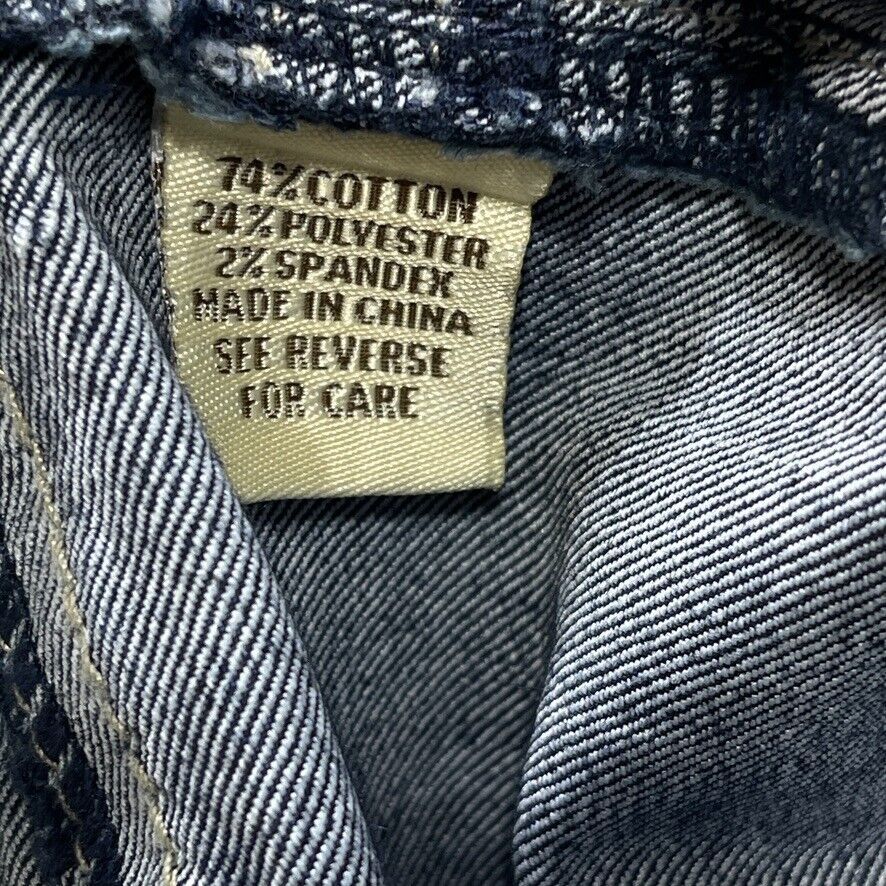 74% COTTON
24% POLYESTER
2% SPANDEX
MADE IN CHINA
SEE REVERSE
FOR CARE